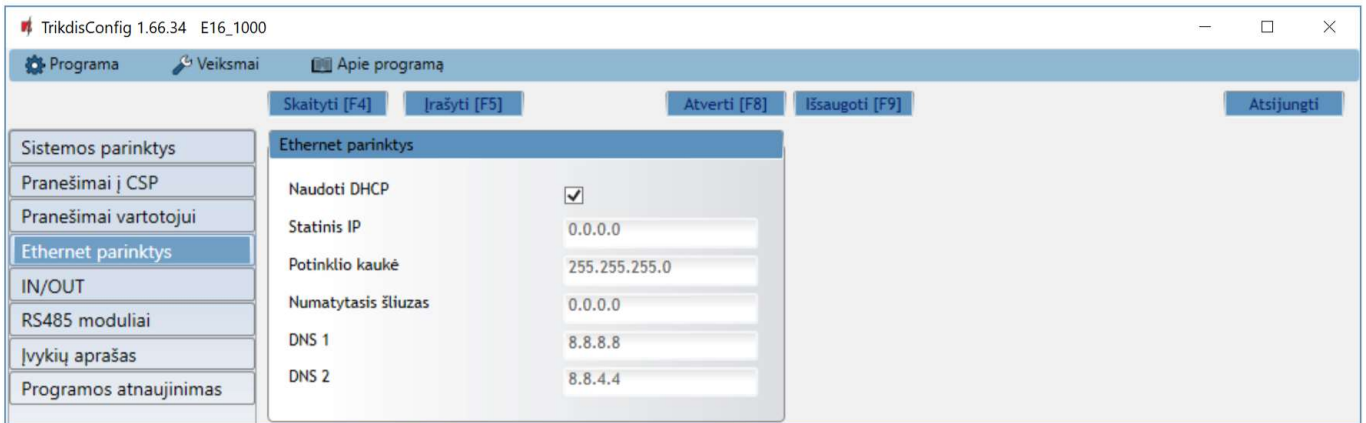 TrikdisConfig 1.66.34 E16_1000
Programa Veiksmai Apie programą
Skaityti [F4] Įrašyti [F5] Atverti [F8] Išsaugoti [F9] Atsijungti
Sistemos parinktys
Pranešimai į CSP
Pranešimai vartotojui
Ethernet parinktys
IN/OUT
RS485 moduliai
Įvykių aprašas
Programos atnaujinimas
Ethernet parinktys
Naudoti DHCP
Statinis IP 0.0.0.0
Potinklio kaukė 255.255.255.0
Numatytasis šliuzas 0.0.0.0
DNS 1 8.8.8.8
DNS 2 8.8.4.4